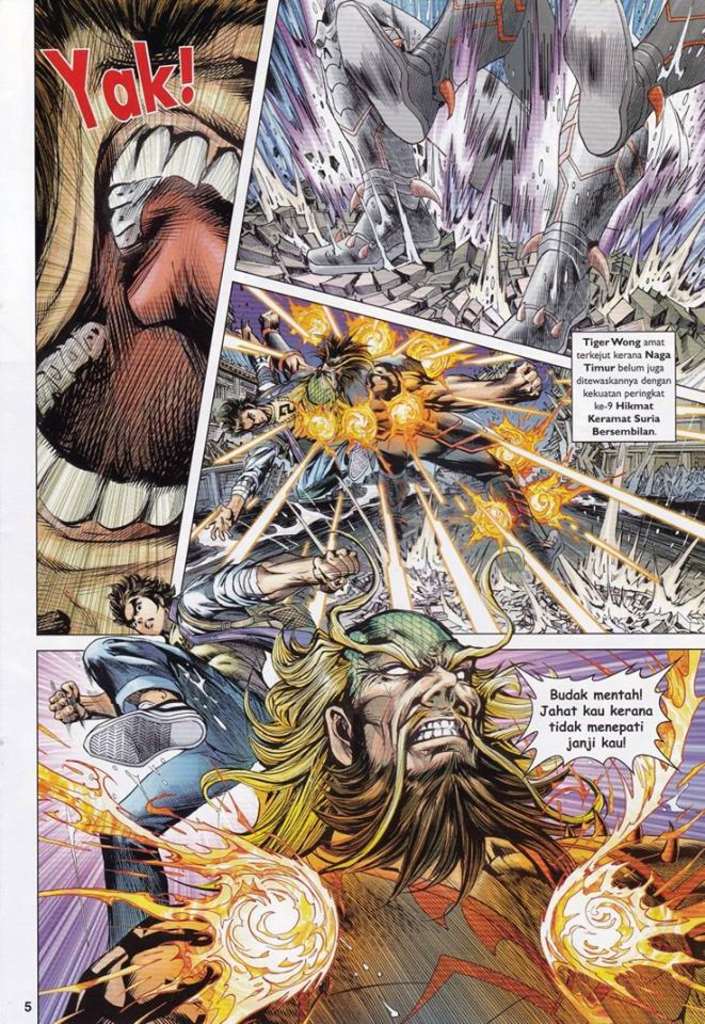 Yak!
Tiger Wong amat
terkejut kerana Naga
Timur belum juga
ditewaskannya dengan
kekuatan peringkat
ke-9 Hikmat
Keramat Suria
Bersembilan.
Budak mentah!
Jahat kau kerana
tidak menepati
janji kau!
5